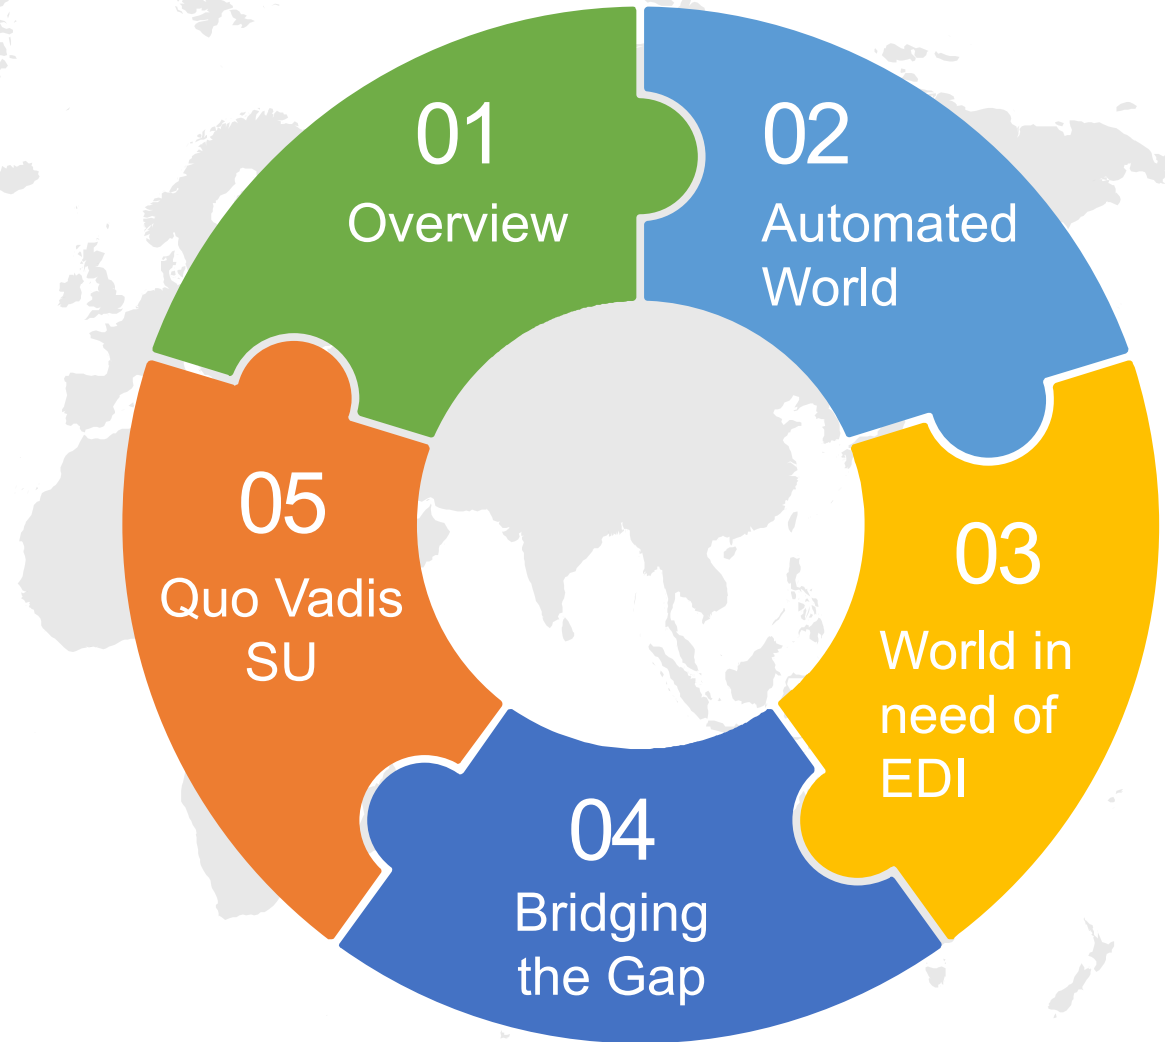 01
Overview
02
Automated
World
03
World in
need of
EDI
04
Bridging
the Gap
05
Quo Vadis
SU